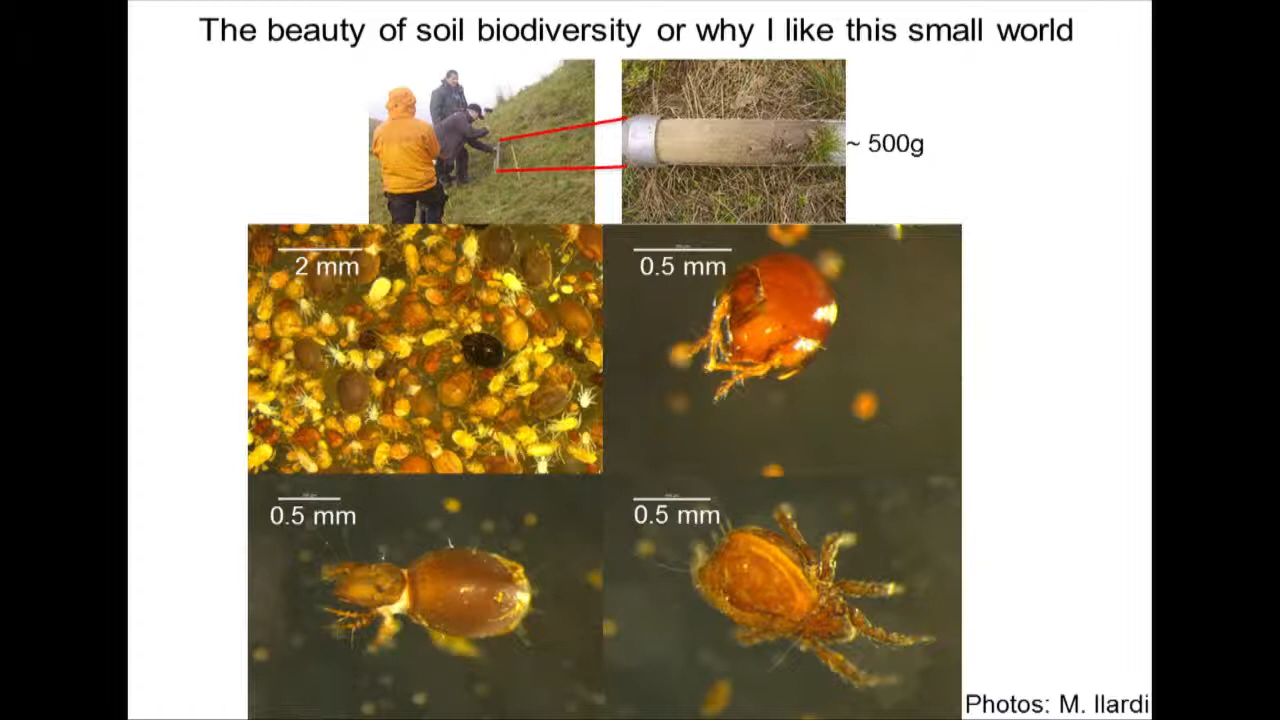 The beauty of soil biodiversity or why I like this small world
~ 500g
2 mm
0.5 mm
0.5 mm
0.5 mm
Photos: M. Ilardi